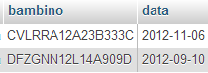 bambino data
CVLRRA12A23B333C 2012-11-06
DFZGNN12L14A909D 2012-09-10